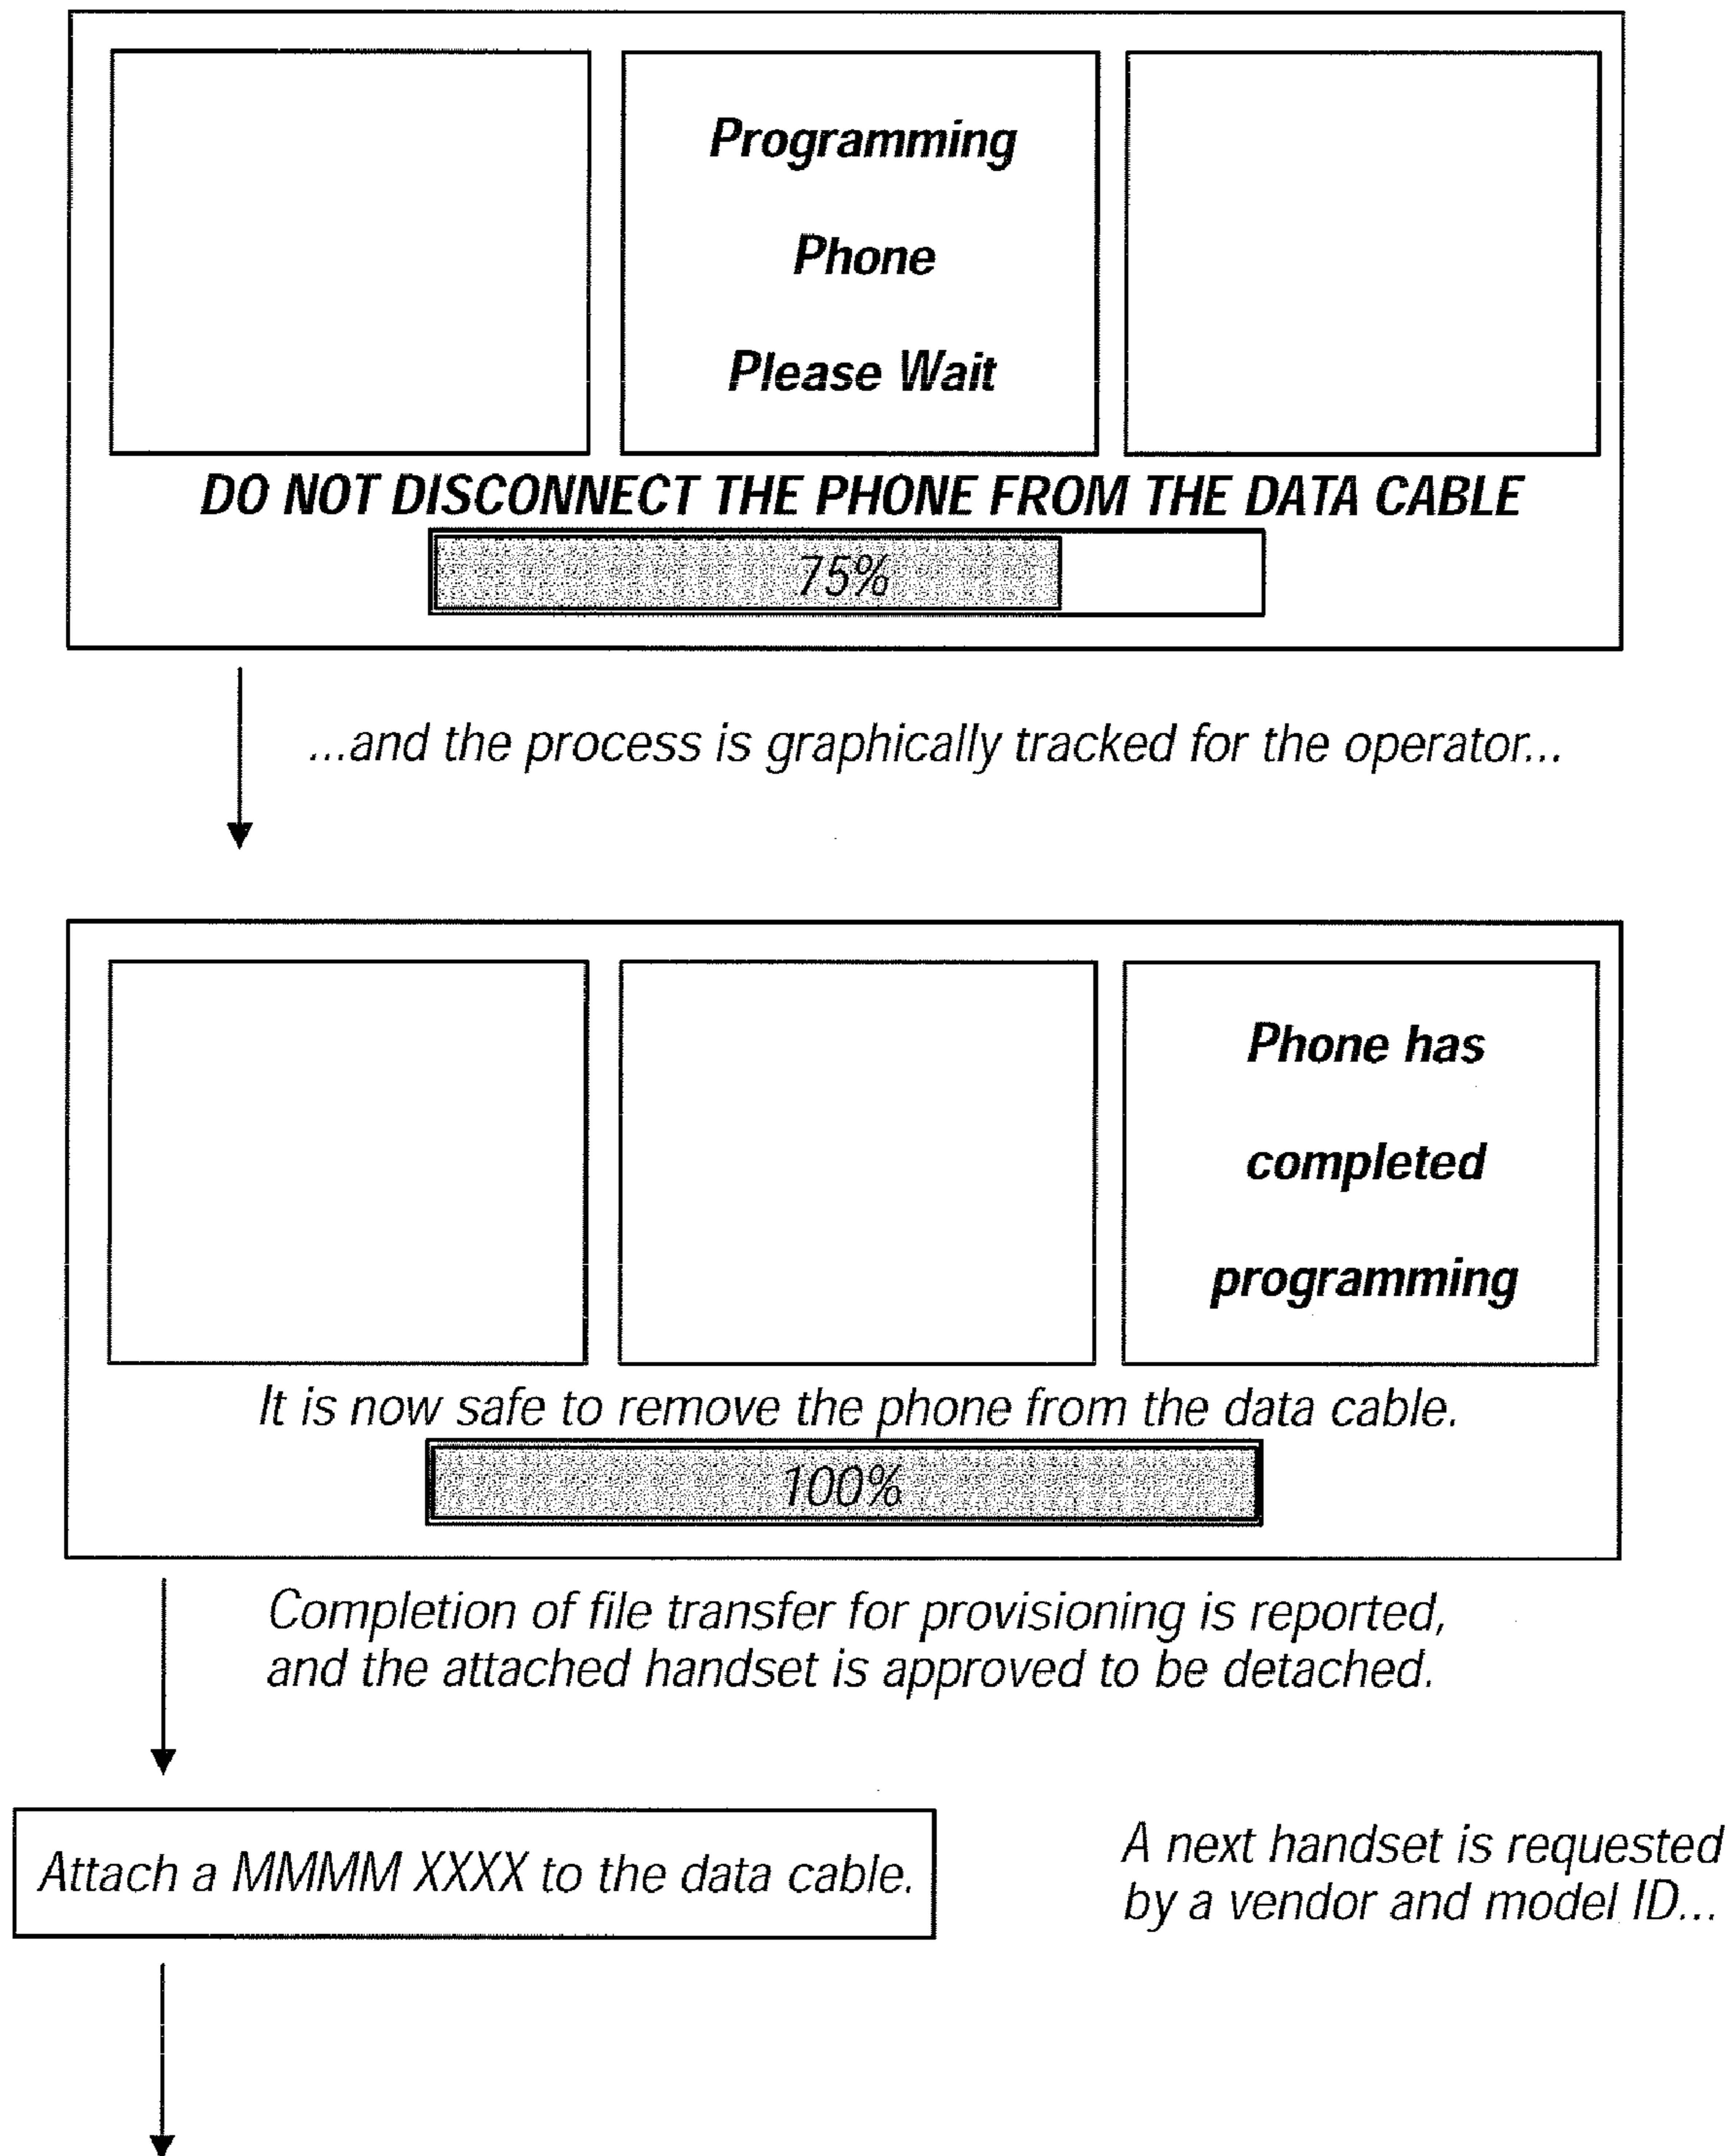 Programming
Phone
Please Wait
DO NOT DISCONNECT THE PHONE FROM THE DATA CABLE
75%
...and the process is graphically tracked for the operator...
Phone has
completed
programming
It is now safe to remove the phone from the data cable.
100%
Completion of file transfer for provisioning is reported,
and the attached handset is approved to be detached.
Attach a MMMM XXXX to the data cable.
A next handset is requested
by a vendor and model ID...